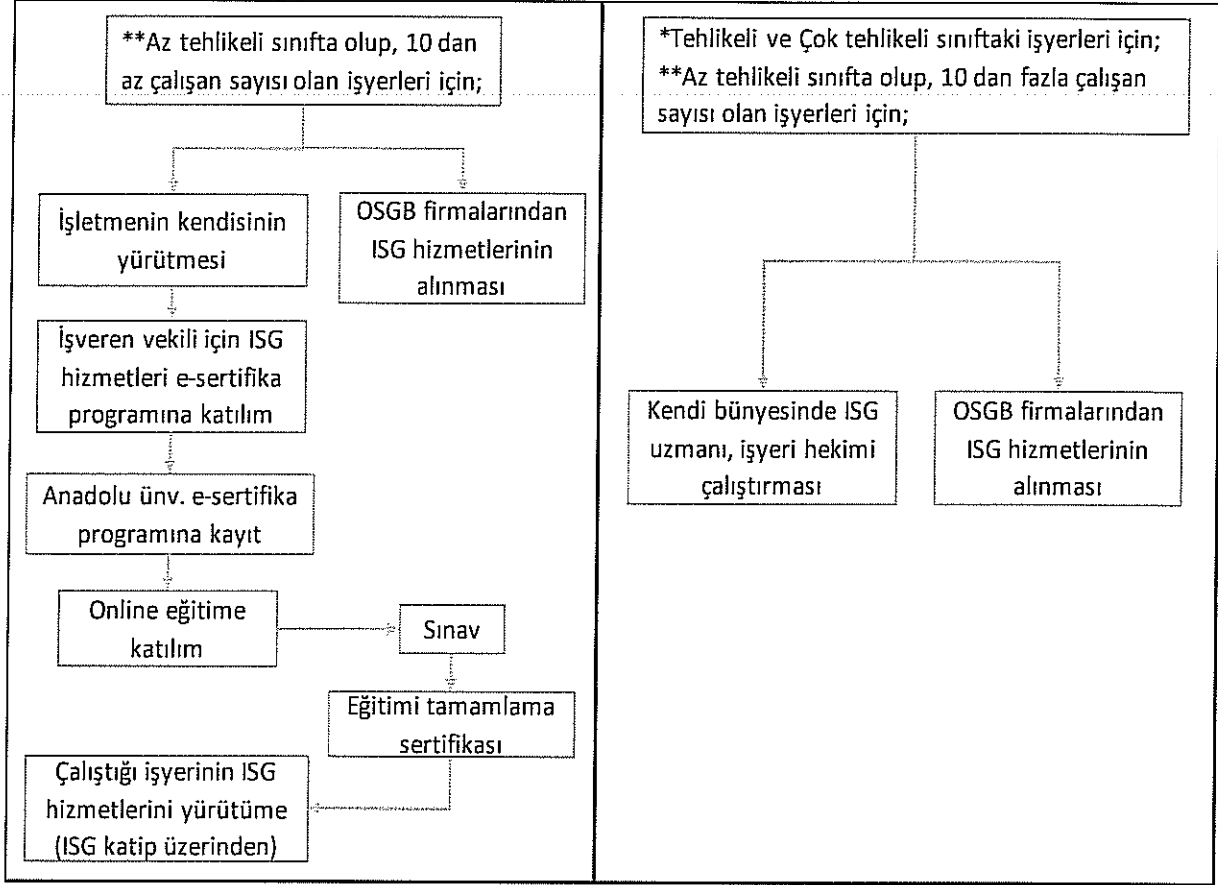 **Az tehlikeli sınıfta olup, 10 dan
az çalışan sayısı olan işyerleri için;
İşletmenin kendisinin
yürütmesi
OSGB firmalarından
ISG hizmetlerinin
alınması
İşveren vekili için ISG
hizmetleri e-sertifika
programına katılım
Anadolu ünv. e-sertifika
programına kayıt
Online eğitime
katılım
Sınav
Eğitimi tamamlama
sertifikası
Çalıştığı işyerinin ISG
hizmetlerini yürütüme
(ISG katip üzerinden)
*Tehlikeli ve Çok tehlikeli sınıftaki işyerleri için;
**Az tehlikeli sınıfta olup, 10 dan fazla çalışan
sayısı olan işyerleri için;
Kendi bünyesinde ISG
uzmanı, işyeri hekimi
çalıştırması
OSGB firmalarından
ISG hizmetlerinin
alınması